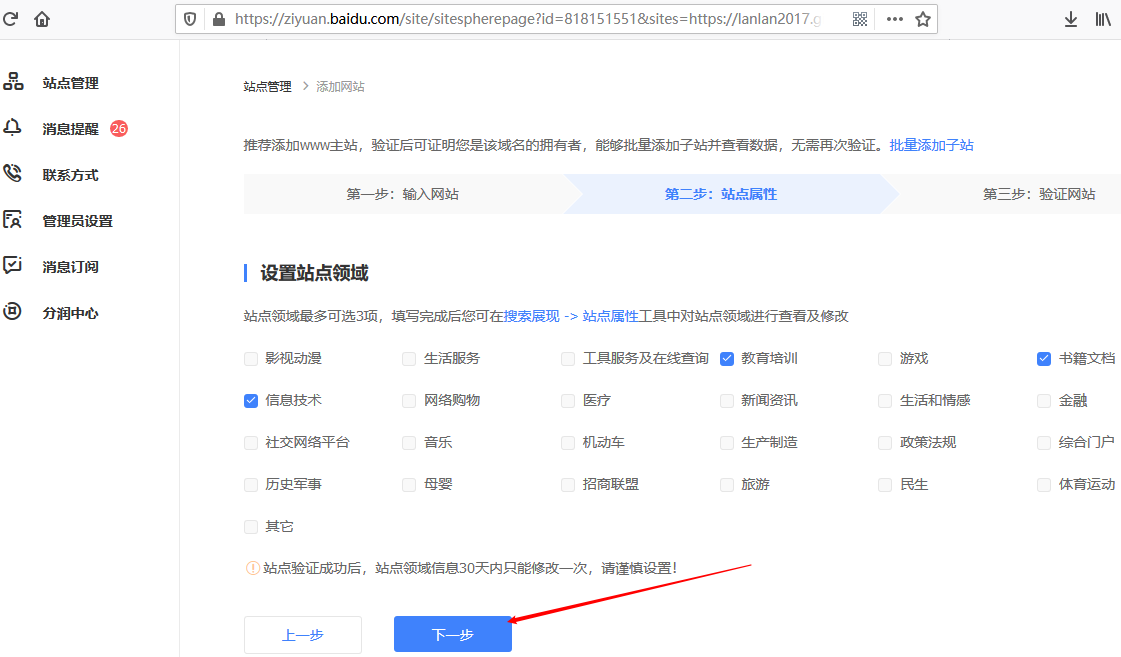 https://ziyuan.baidu.com/site/sitespherepage?id=818151551&sites=https://lanlan2017.g
站点管理
消息提醒 26
联系方式
管理员设置
消息订阅
分润中心
站点管理 > 添加网站
推荐添加www主站，验证后可证明您是该域名的拥有者，能够批量添加子站并查看数据，无需再次验证。批量添加子站
第一步：输入网站 第二步：站点属性 第三步：验证网站
设置站点领域
站点领域最多可选3项，填写完成后您可在搜索展现 -> 站点属性工具中对站点领域进行查看及修改
影视动漫 生活服务 工具服务及在线查询 教育培训 游戏 书籍文档
信息技术 网络购物 医疗 新闻资讯 生活和情感 金融
社交网络平台 音乐 机动车 生产制造 政策法规 综合门户
历史军事 母婴 招商联盟 旅游 民生 体育运动
其它
站点验证成功后，站点领域信息30天内只能修改一次，请谨慎设置！
上一步 下一步